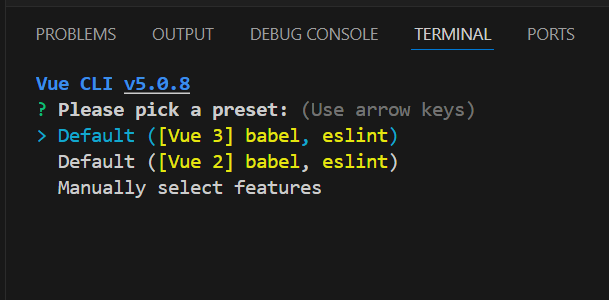 PROBLEMS OUTPUT DEBUG CONSOLE TERMINAL PORTS
Vue CLI v5.0.8
? Please pick a preset: (Use arrow keys)
> Default ([Vue 3] babel, eslint)
Default ([Vue 2] babel, eslint)
Manually select features